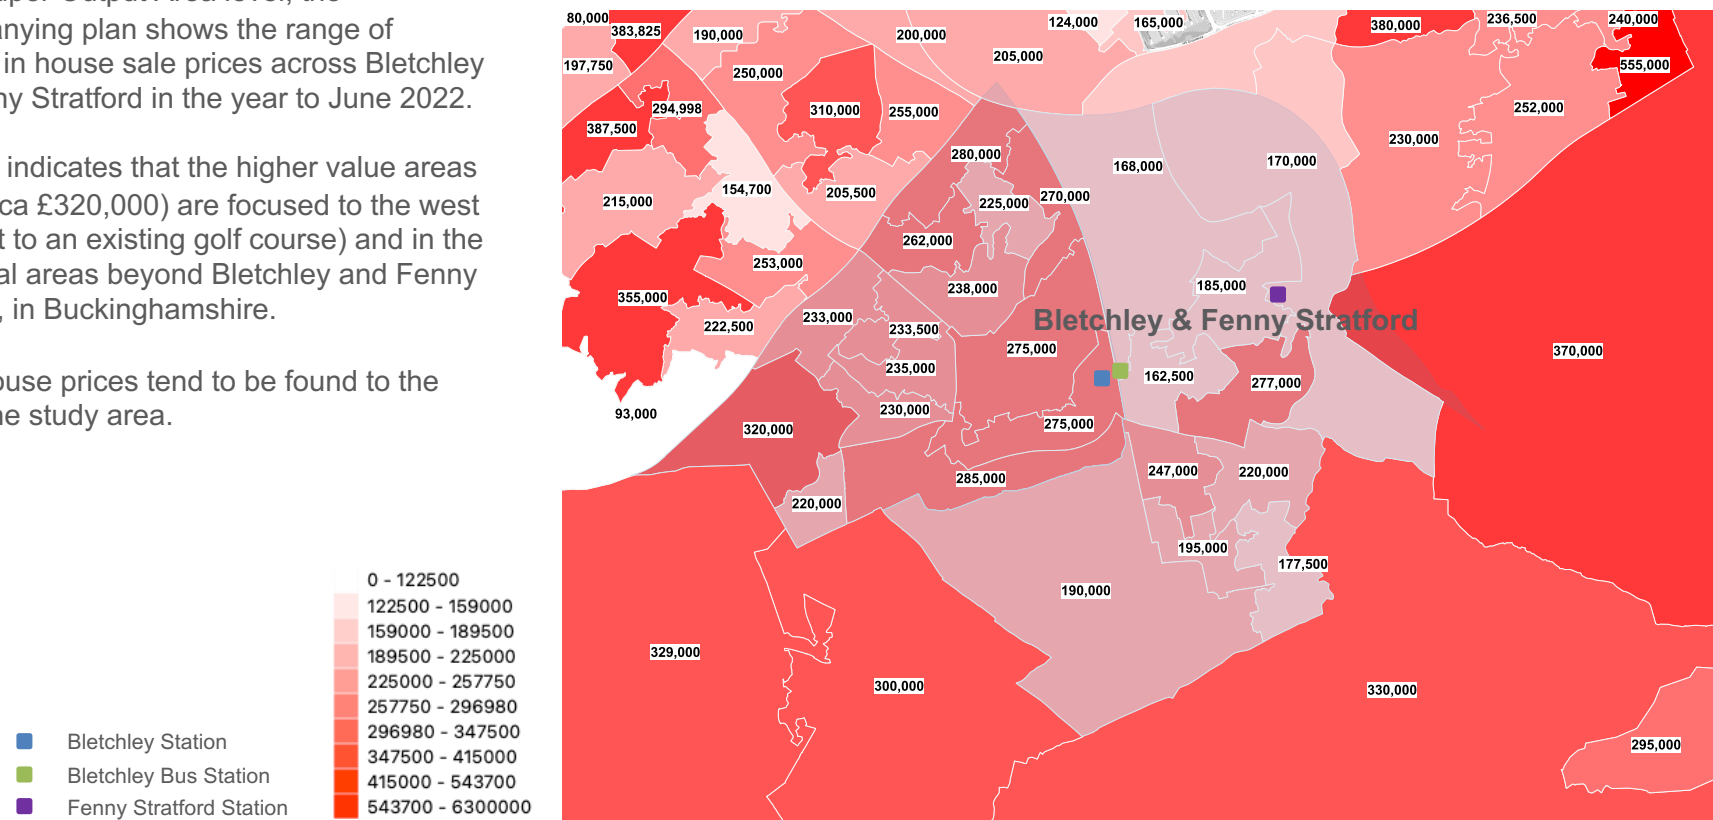 uper Output Area level, the
anying plan shows the range of
in house sale prices across Bletchley
ny Stratford in the year to June 2022.
indicates that the higher value areas
ca £320,000) are focused to the west
t to an existing golf course) and in the
al areas beyond Bletchley and Fenny
, in Buckinghamshire.
ouse prices tend to be found to the
ne study area.
0 - 122500
122500 - 159000
159000 - 189500
189500 - 225000
225000 - 257750
257750 - 296980
296980 - 347500
347500 - 415000
415000 - 543700
543700 - 6300000
Bletchley Station
Bletchley Bus Station
Fenny Stratford Station
80,000
383,825
190,000
200,000
124,000
165,000
380,000
236,500
240,000
197,750
250,000
205,000
555,000
294,998
310,000
255,000
252,000
387,500
230,000
280,000
168,000
170,000
154,700
205,500
215,000
225,000
270,000
262,000
253,000
238,000
185,000
355,000
233,000
222,500
233,500
Bletchley & Fenny Stratford
275,000
370,000
235,000
162,500
277,000
93,000
230,000
320,000
275,000
285,000
247,000
220,000
220,000
195,000
177,500
190,000
329,000
300,000
330,000
295,000